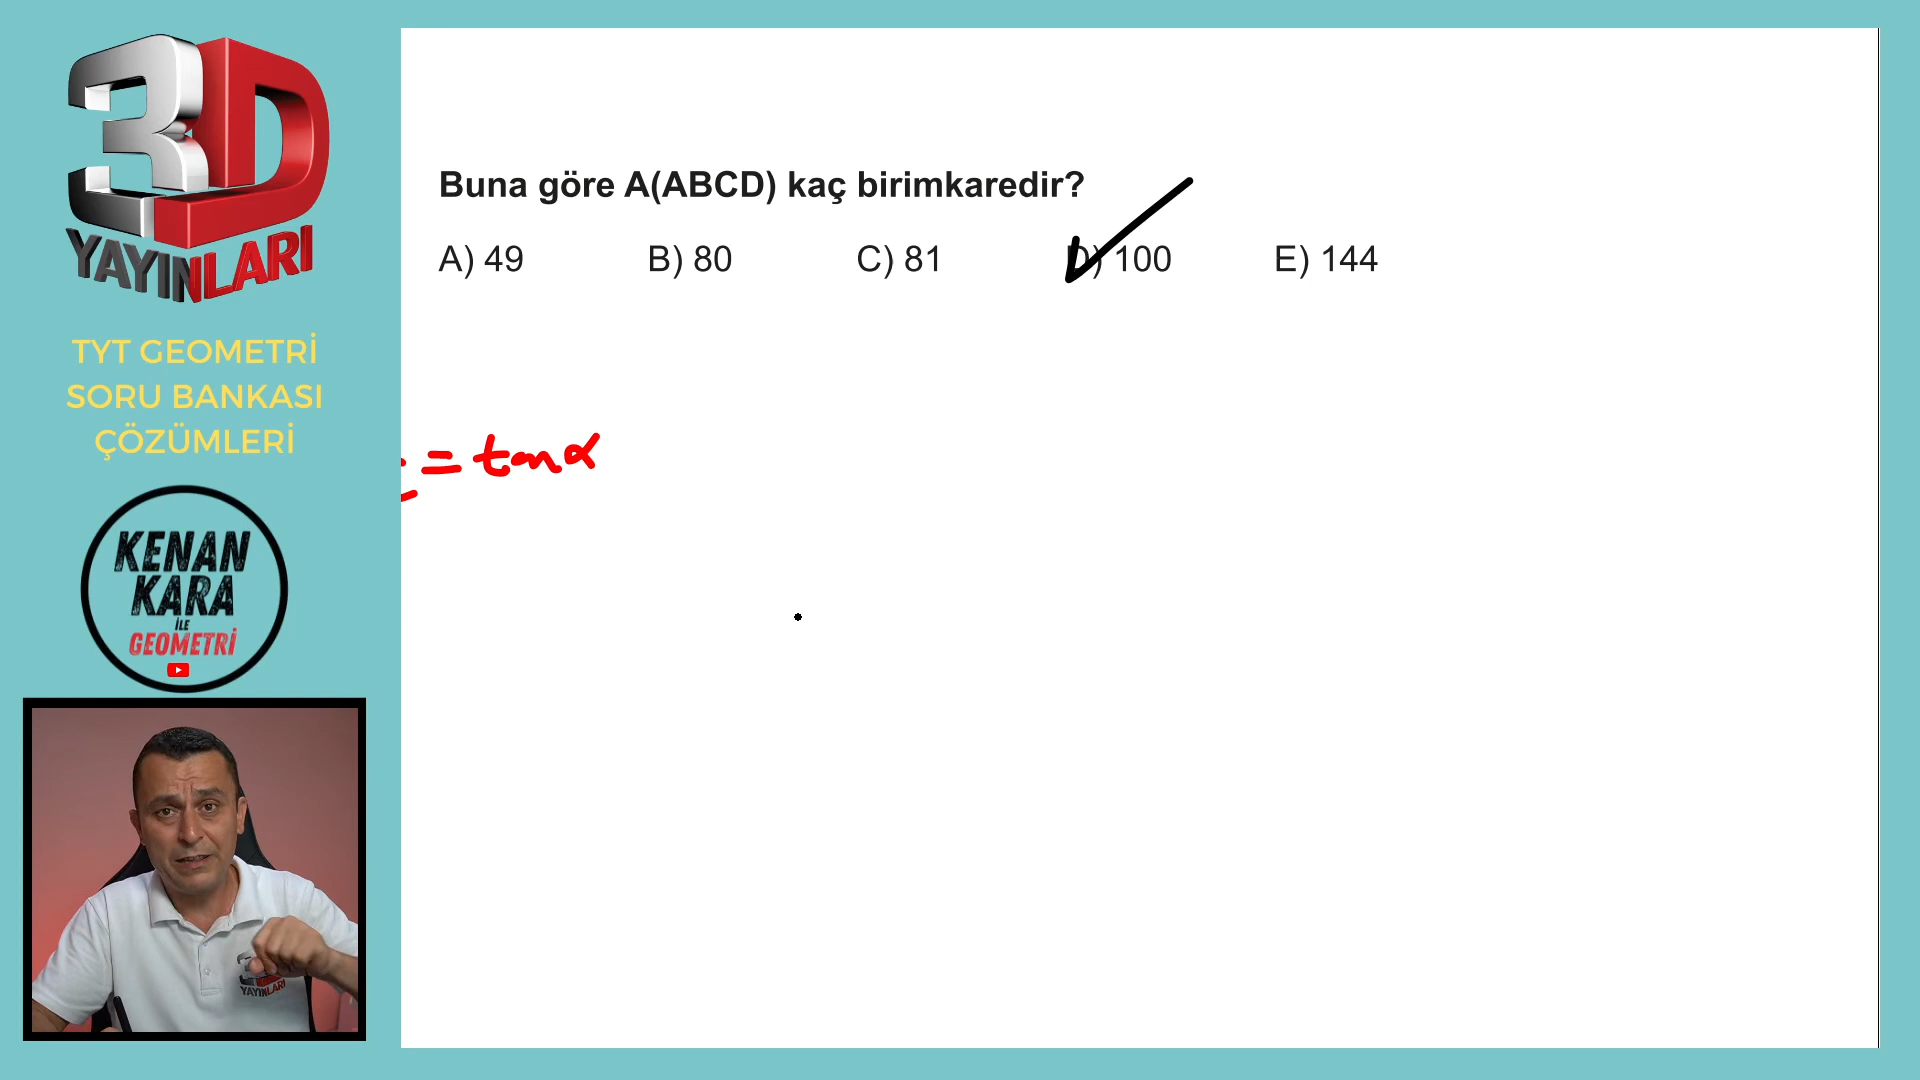 3D
YAYINLARI
TYT GEOMETRİ
SORU BANKASI
ÇÖZÜMLERİ
KENAN
KARA
İLE
GEOMETRİ
3D
YAYINLARI
Buna göre A(ABCD) kaç birimkaredir?
A) 49 B) 80 C) 81 D) 100 E) 144
= tanα